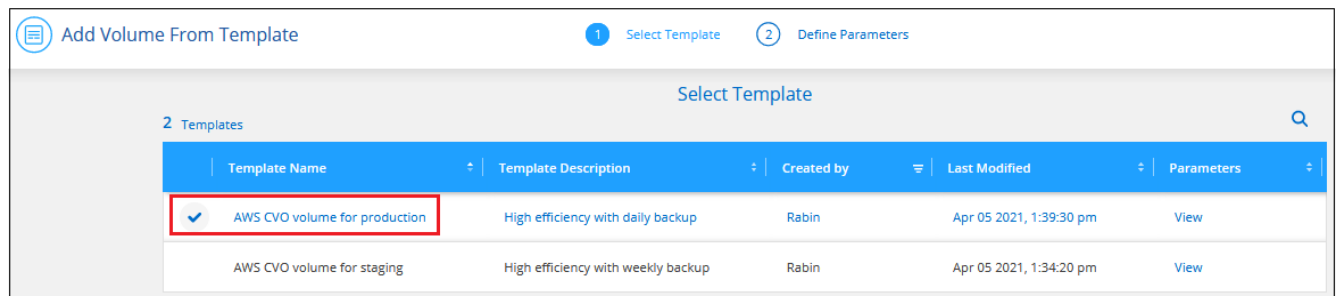 Add Volume From Template
1 Select Template 2 Define Parameters
Select Template
2 Templates
Template Name Template Description Created by Last Modified Parameters
AWS CVO volume for production High efficiency with daily backup Rabin Apr 05 2021, 1:39:30 pm View
AWS CVO volume for staging High efficiency with weekly backup Rabin Apr 05 2021, 1:34:20 pm View